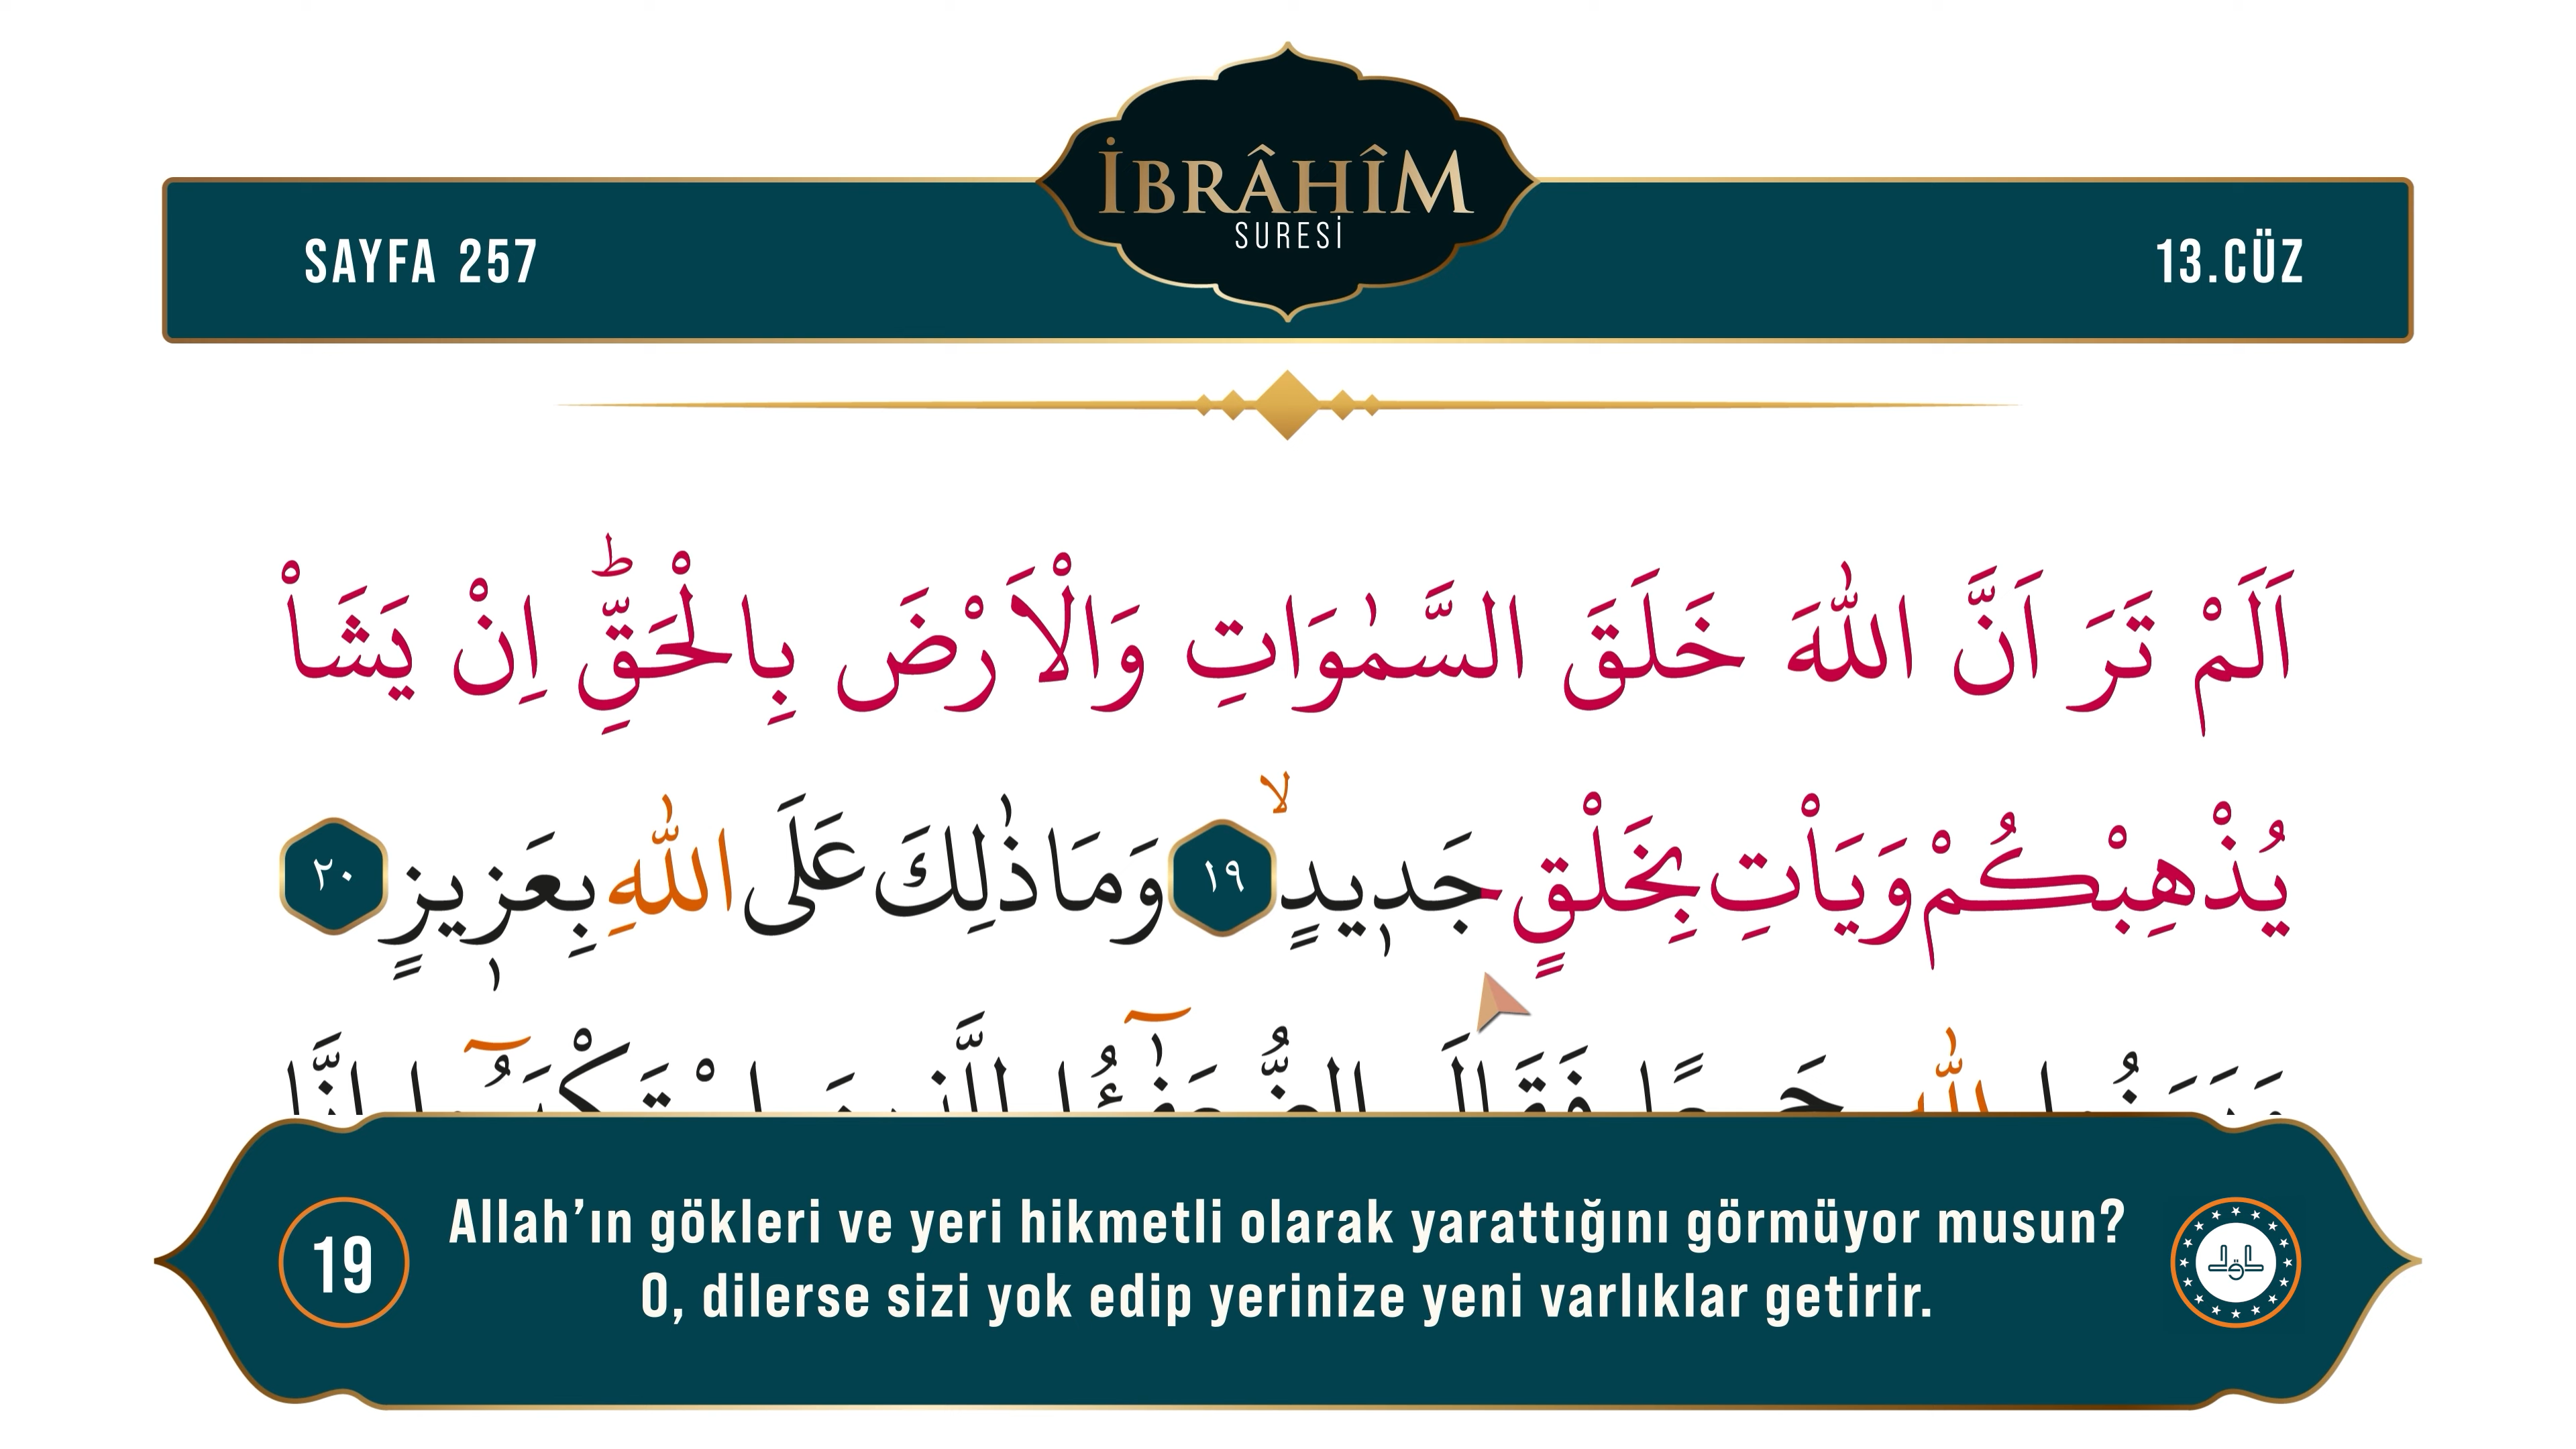 İBRÂHÎM
SURESİ
SAYFA 257
13.CÜZ
اَلَمْ تَرَ اَنَّ اللّٰهَ خَلَقَ السَّمٰوَاتِ وَالْاَرْضَ بِالْحَقِّۜ اِنْ يَشَأْ
يُذْهِبْكُمْ وَيَأْتِ بِخَلْقٍ جَد۪يدٍۙ ١٩ وَمَا ذٰلِكَ عَلَى اللّٰهِ بِعَز۪يزٍ ٢٠
19
Allah’ın gökleri ve yeri hikmetli olarak yarattığını görmüyor musun?
O, dilerse sizi yok edip yerinize yeni varlıklar getirir.